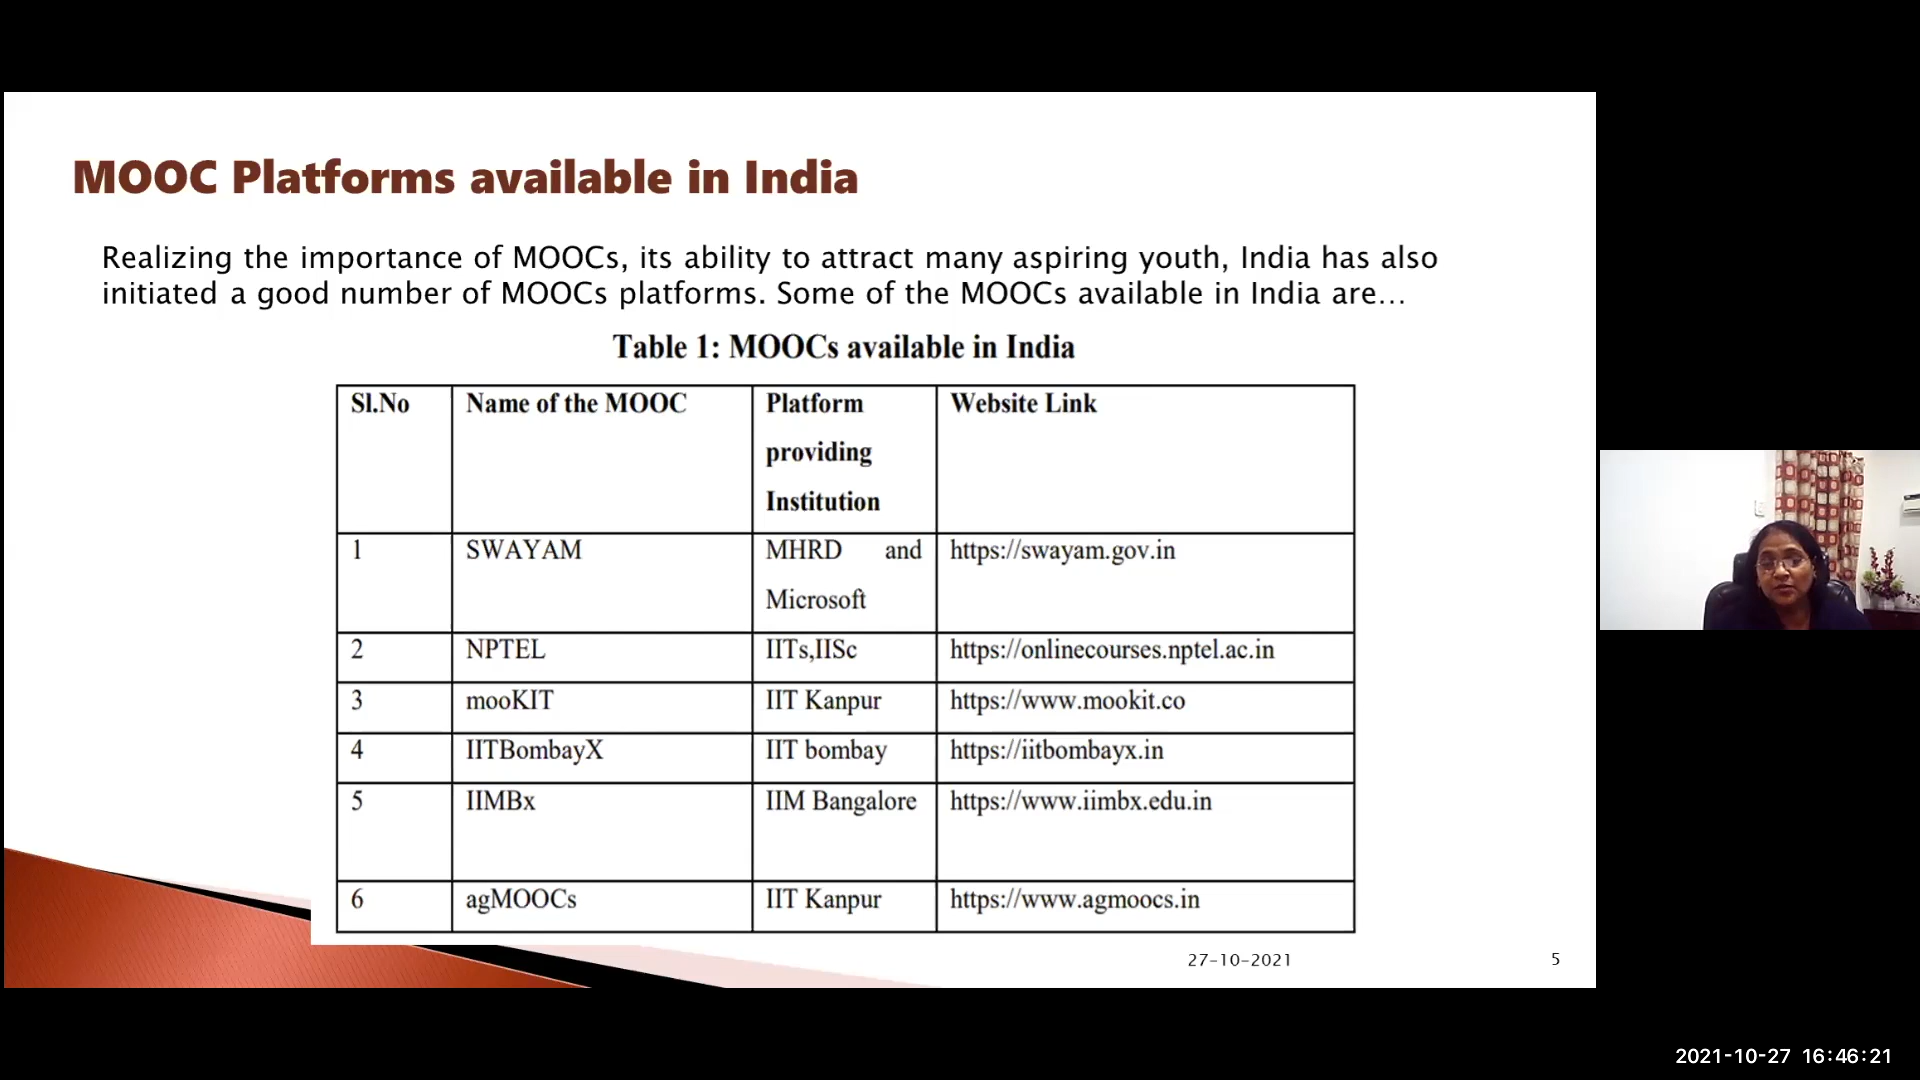 MOOC Platforms available in India
Realizing the importance of MOOCs, its ability to attract many aspiring youth, India has also
initiated a good number of MOOCs platforms. Some of the MOOCs available in India are...
Table 1: MOOCs available in India
Sl.No Name of the MOOC Platform providing Institution Website Link
1 SWAYAM MHRD and Microsoft https://swayam.gov.in
2 NPTEL IITs,IISc https://onlinecourses.nptel.ac.in
3 mooKIT IIT Kanpur https://www.mookit.co
4 IITBombayX IIT bombay https://iitbombayx.in
5 IIMBx IIM Bangalore https://www.iimbx.edu.in
6 agMOOCs IIT Kanpur https://www.agmoocs.in
27-10-2021 5
2021-10-27 16:46:21